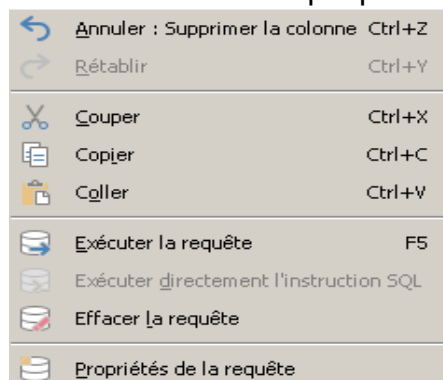 Annuler : Supprimer la colonne Ctrl+Z
Rétablir Ctrl+Y
Couper Ctrl+X
Copier Ctrl+C
Coller Ctrl+V
Exécuter la requête F5
Exécuter directement l'instruction SQL
Effacer la requête
Propriétés de la requête